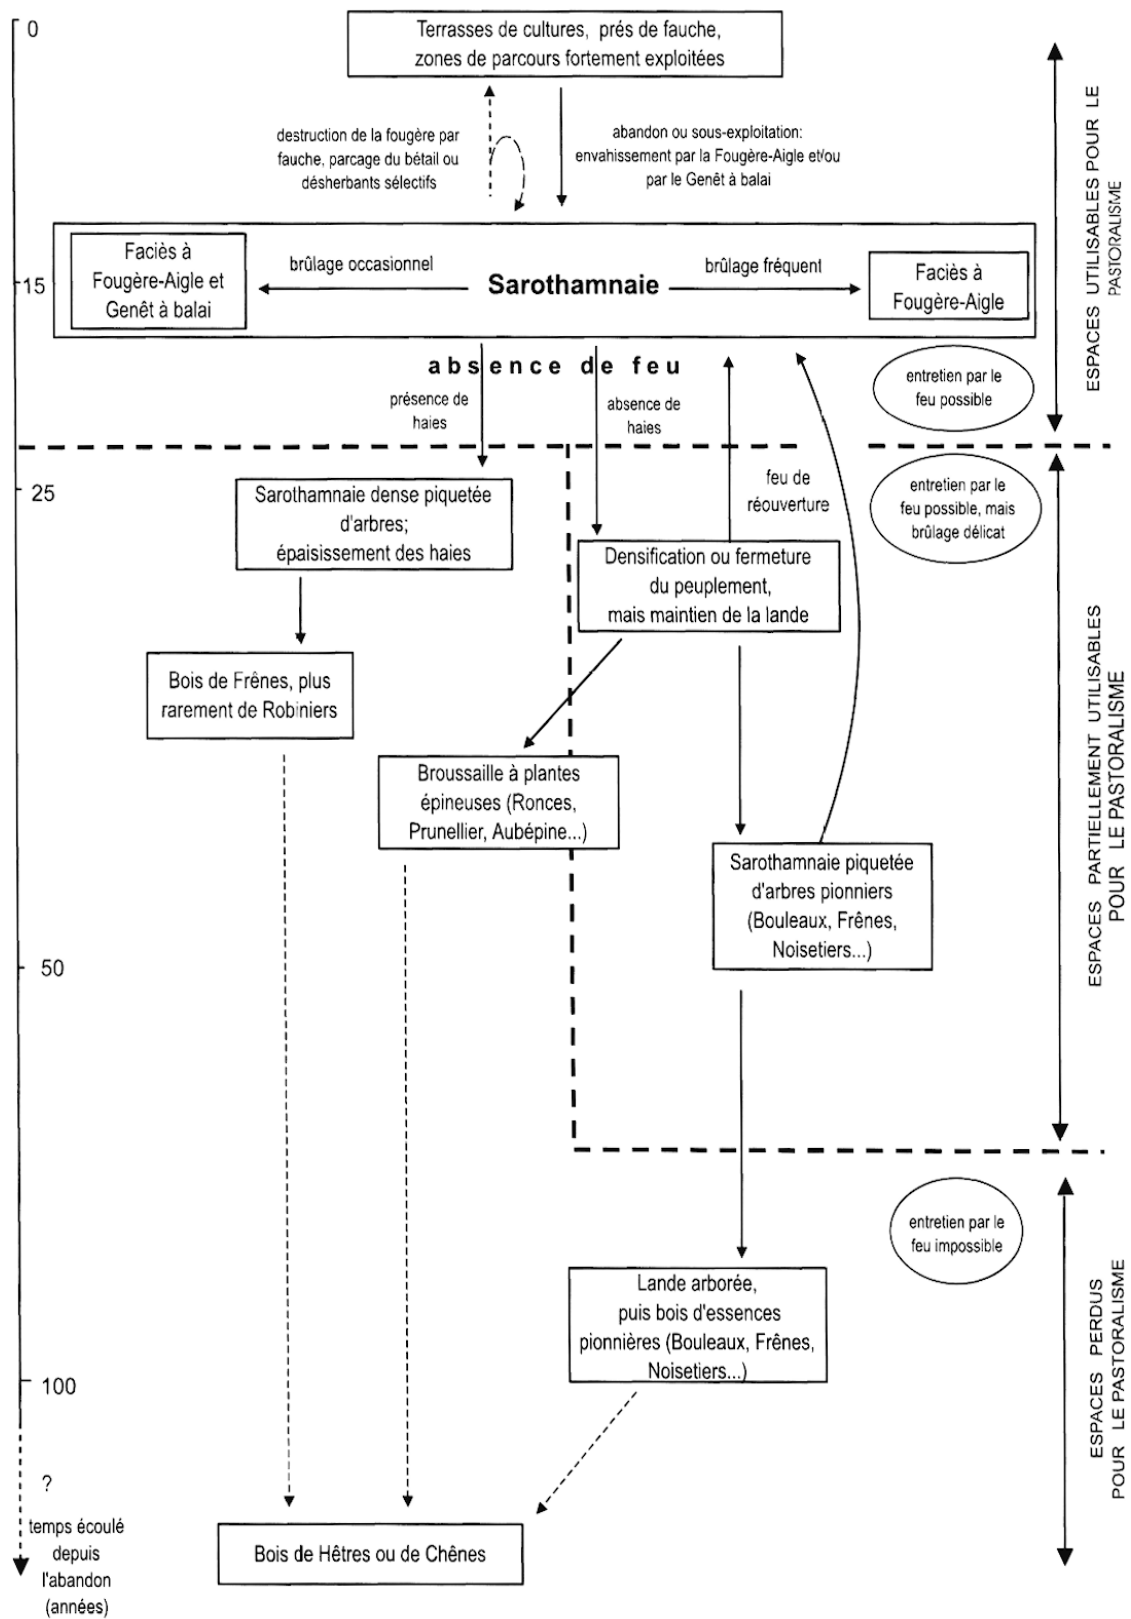 0
Terrasses de cultures, prés de fauche,
zones de parcours fortement exploitées
destruction de la fougère par
fauche, parcage du bétail ou
désherbants sélectifs
abandon ou sous-exploitation:
envahissement par la Fougère-Aigle et/ou
par le Genêt à balai
ESPACES UTILISABLES POUR LE
PASTORALISME
15
Faciès à
Fougère-Aigle et
Genêt à balai
brûlage occasionnel
Sarothamnaie
brûlage fréquent
Faciès à
Fougère-Aigle
absence de feu
présence de
haies
absence de
haies
entretien par le
feu possible
25
Sarothamnaie dense piquetée
d'arbres;
épaisissement des haies
feu de
réouverture
entretien par le
feu possible, mais
brûlage délicat
Densification ou fermeture
du peuplement,
mais maintien de la lande
Bois de Frênes, plus
rarement de Robiniers
Broussaille à plantes
épineuses (Ronces,
Prunellier, Aubépine...)
Sarothamnaie piquetée
d'arbres pionniers
(Bouleaux, Frênes,
Noisetiers...)
ESPACES PARTIELLEMENT UTILISABLES
POUR LE PASTORALISME
50
entretien par le
feu impossible
Lande arborée,
puis bois d'essences
pionnières (Bouleaux, Frênes,
Noisetiers...)
ESPACES PERDUS
POUR LE PASTORALISME
100
?
temps écoulé
depuis
l'abandon
(années)
Bois de Hêtres ou de Chênes